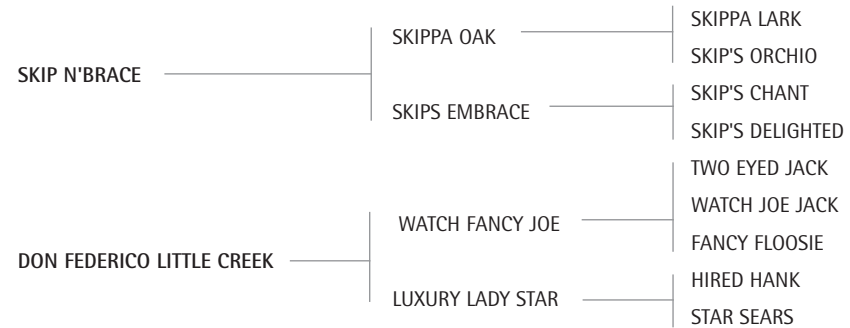 SKIP N'BRACE
SKIPPA OAK
SKIPPA LARK
SKIP'S ORCHIO
SKIPS EMBRACE
SKIP'S CHANT
SKIP'S DELIGHTED
DON FEDERICO LITTLE CREEK
WATCH FANCY JOE
TWO EYED JACK
WATCH JOE JACK
FANCY FLOOSIE
LUXURY LADY STAR
HIRED HANK
STAR SEARS